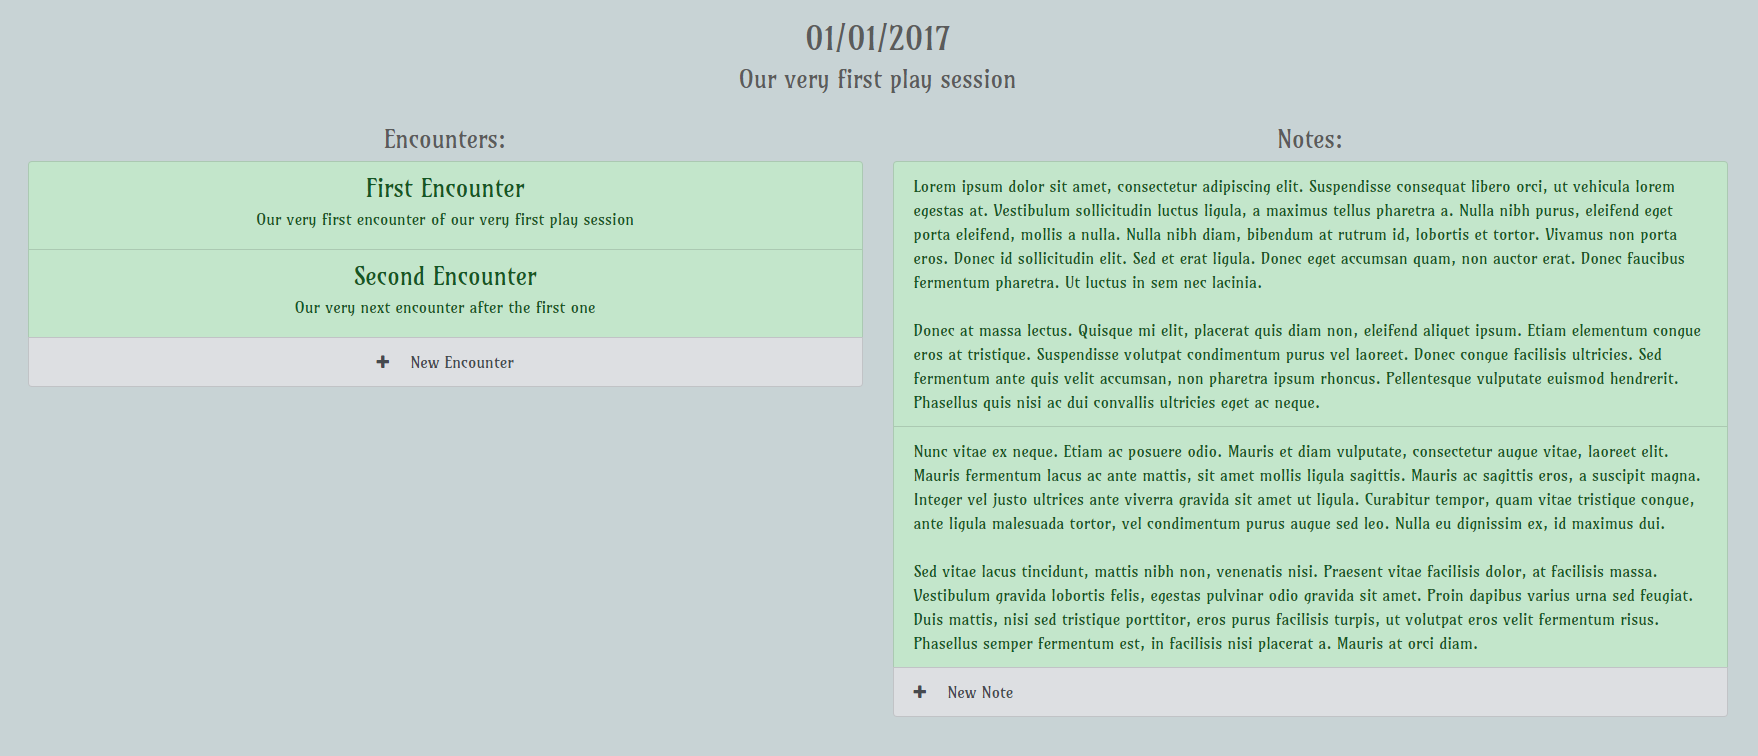 01/01/2017
Our very first play session
Encounters:
First Encounter
Our very first encounter of our very first play session
Second Encounter
Our very next encounter after the first one
New Encounter
Notes:
Lorem ipsum dolor sit amet, consectetur adipiscing elit. Suspendisse consequat libero orci, ut vehicula lorem
egestas at. Vestibulum sollicitudin luctus ligula, a maximus tellus pharetra a. Nulla nibh purus, eleifend eget
porta eleifend, mollis a nulla. Nulla nibh diam, bibendum at rutrum id, lobortis et tortor. Vivamus non porta
eros. Donec id sollicitudin elit. Sed et erat ligula. Donec eget accumsan quam, non auctor erat. Donec faucibus
fermentum pharetra. Ut luctus in sem nec lacinia.
Donec at massa lectus. Quisque mi elit, placerat quis diam non, eleifend aliquet ipsum. Etiam elementum congue
eros at tristique. Suspendisse volutpat condimentum purus vel laoreet. Donec congue facilisis ultricies. Sed
fermentum ante quis velit accumsan, non pharetra ipsum rhoncus. Pellentesque vulputate euismod hendrerit.
Phasellus quis nisi ac dui convallis ultricies eget ac neque.
Nunc vitae ex neque. Etiam ac posuere odio. Mauris et diam vulputate, consectetur augue vitae, laoreet elit.
Mauris fermentum lacus ac ante mattis, sit amet mollis ligula sagittis. Mauris ac sagittis eros, a suscipit magna.
Integer vel justo ultrices ante viverra gravida sit amet ut ligula. Curabitur tempor, quam vitae tristique congue,
ante ligula malesuada tortor, vel condimentum purus augue sed leo. Nulla eu dignissim ex, id maximus dui.
Sed vitae lacus tincidunt, mattis nibh non, venenatis nisi. Praesent vitae facilisis dolor, at facilisis massa.
Vestibulum gravida lobortis felis, egestas pulvinar odio gravida sit amet. Proin dapibus varius urna sed feugiat.
Duis mattis, nisi sed tristique porttitor, eros purus facilisis turpis, ut volutpat eros velit fermentum risus.
Phasellus semper fermentum est, in facilisis nisi placerat a. Mauris at orci diam.
New Note